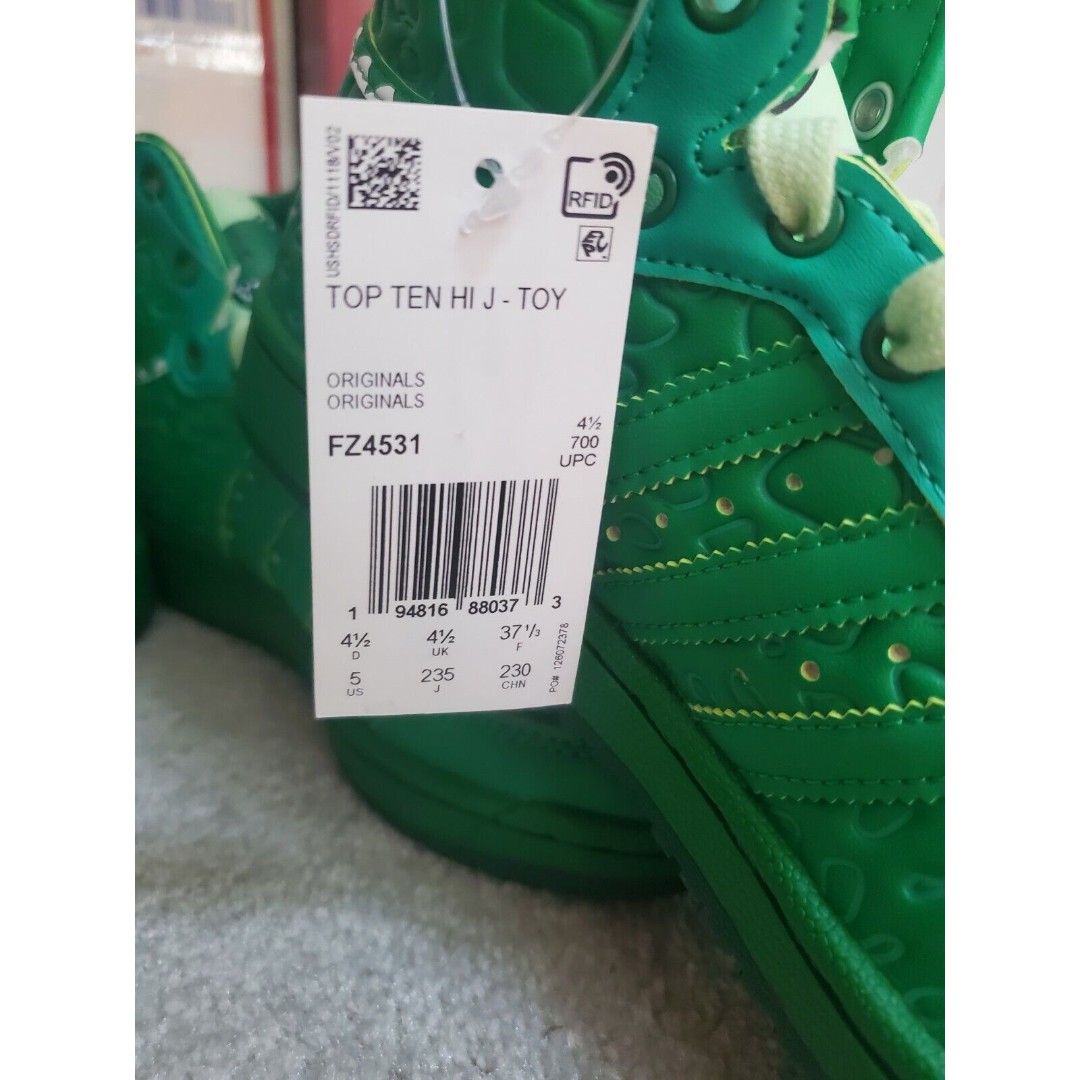 USHSDRFID/1118/V02
RFID
TOP TEN HI J - TOY
ORIGINALS
ORIGINALS
FZ4531
4½
700
UPC
1 94816 88037 3
4½ 4½ 37 1/3
D UK F
5 235 230
US J CHN
PO# 126072378